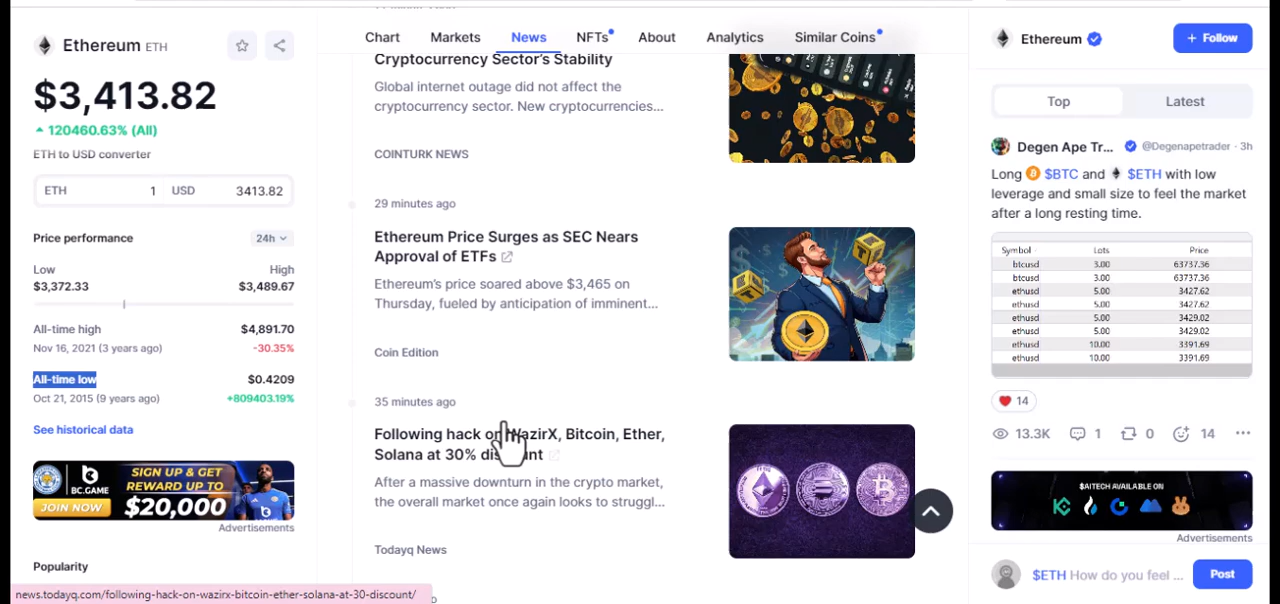 Ethereum ETH
$3,413.82
120460.63% (All)
ETH to USD converter
ETH 1 USD 3413.82
Price performance 24h
Low High
$3,372.33 $3,489.67
All-time high $4,891.70
Nov 16, 2021 (3 years ago) -30.35%
All-time low $0.4209
Oct 21, 2015 (9 years ago) +809403.19%
See historical data
BC.GAME
JOIN NOW
SIGN UP & GET
REWARD UP TO
$20,000
Advertisements
Popularity
news.todayq.com/following-hack-on-wazirx-bitcoin-ether-solana-at-30-discount/
Chart Markets News NFTs About Analytics Similar Coins
Cryptocurrency Sector's Stability
Global internet outage did not affect the
cryptocurrency sector. New cryptocurrencies...
COINTURK NEWS
29 minutes ago
Ethereum Price Surges as SEC Nears
Approval of ETFs
Ethereum's price soared above $3,465 on
Thursday, fueled by anticipation of imminent...
Coin Edition
35 minutes ago
Following hack on WazirX, Bitcoin, Ether,
Solana at 30%
After a massive downturn in the crypto market,
the overall market once again looks to struggl...
Todayq News
Ethereum
+ Follow
Top Latest
Degen Ape Tr... @Degenapetrader · 3h
Long $BTC and $ETH with low
leverage and small size to feel the market
after a long resting time.
Symbol Lots Price
btcusd 3.00 63737.36
btcusd 3.00 63737.36
ethusd 5.00 3427.62
ethusd 5.00 3427.62
ethusd 5.00 3429.02
ethusd 5.00 3429.02
ethusd 10.00 3391.69
ethusd 10.00 3391.69
14
13.3K 1 0 14
$AITECH AVAILABLE ON
Advertisements
$ETH How do you feel ... Post